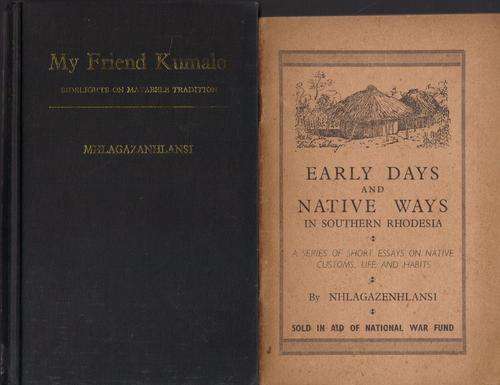 My Friend Kumalo
SIDELIGHTS ON MATABELE TRADITION
MHLAGAZANHLANSI
EARLY DAYS
AND
NATIVE WAYS
IN SOUTHERN RHODESIA
A SERIES OF SHORT ESSAYS ON NATIVE
CUSTOMS, LIFE AND HABITS
By NHLAGAZENHLANSI
SOLD IN AID OF NATIONAL WAR FUND